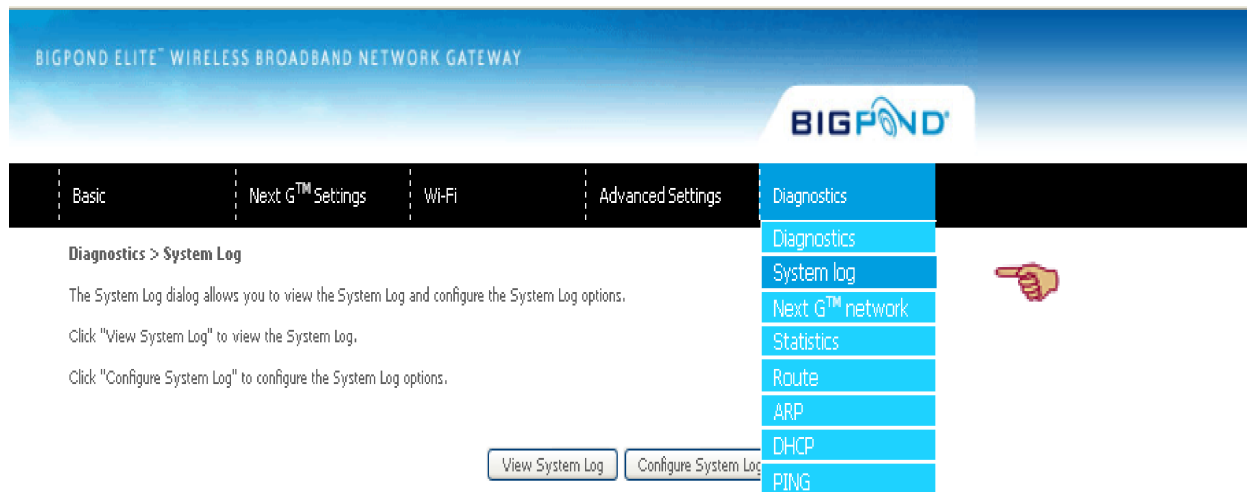 BIGPOND ELITE™ WIRELESS BROADBAND NETWORK GATEWAY
BIGPOND®
Basic
Next G™ Settings
Wi-Fi
Advanced Settings
Diagnostics
Diagnostics
System log
Next G™ network
Statistics
Route
ARP
DHCP
PING
Diagnostics > System Log
The System Log dialog allows you to view the System Log and configure the System Log options.
Click "View System Log" to view the System Log.
Click "Configure System Log" to configure the System Log options.
View System Log
Configure System Log